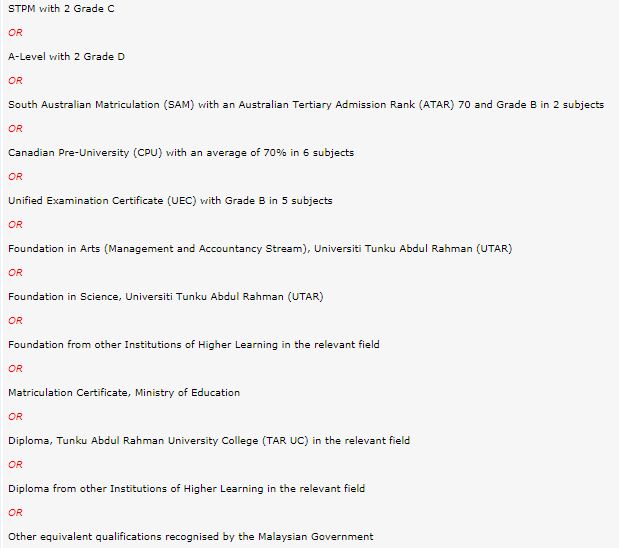 STPM with 2 Grade C
OR
A-Level with 2 Grade D
OR
South Australian Matriculation (SAM) with an Australian Tertiary Admission Rank (ATAR) 70 and Grade B in 2 subjects
OR
Canadian Pre-University (CPU) with an average of 70% in 6 subjects
OR
Unified Examination Certificate (UEC) with Grade B in 5 subjects
OR
Foundation in Arts (Management and Accountancy Stream), Universiti Tunku Abdul Rahman (UTAR)
OR
Foundation in Science, Universiti Tunku Abdul Rahman (UTAR)
OR
Foundation from other Institutions of Higher Learning in the relevant field
OR
Matriculation Certificate, Ministry of Education
OR
Diploma, Tunku Abdul Rahman University College (TAR UC) in the relevant field
OR
Diploma from other Institutions of Higher Learning in the relevant field
OR
Other equivalent qualifications recognised by the Malaysian Government